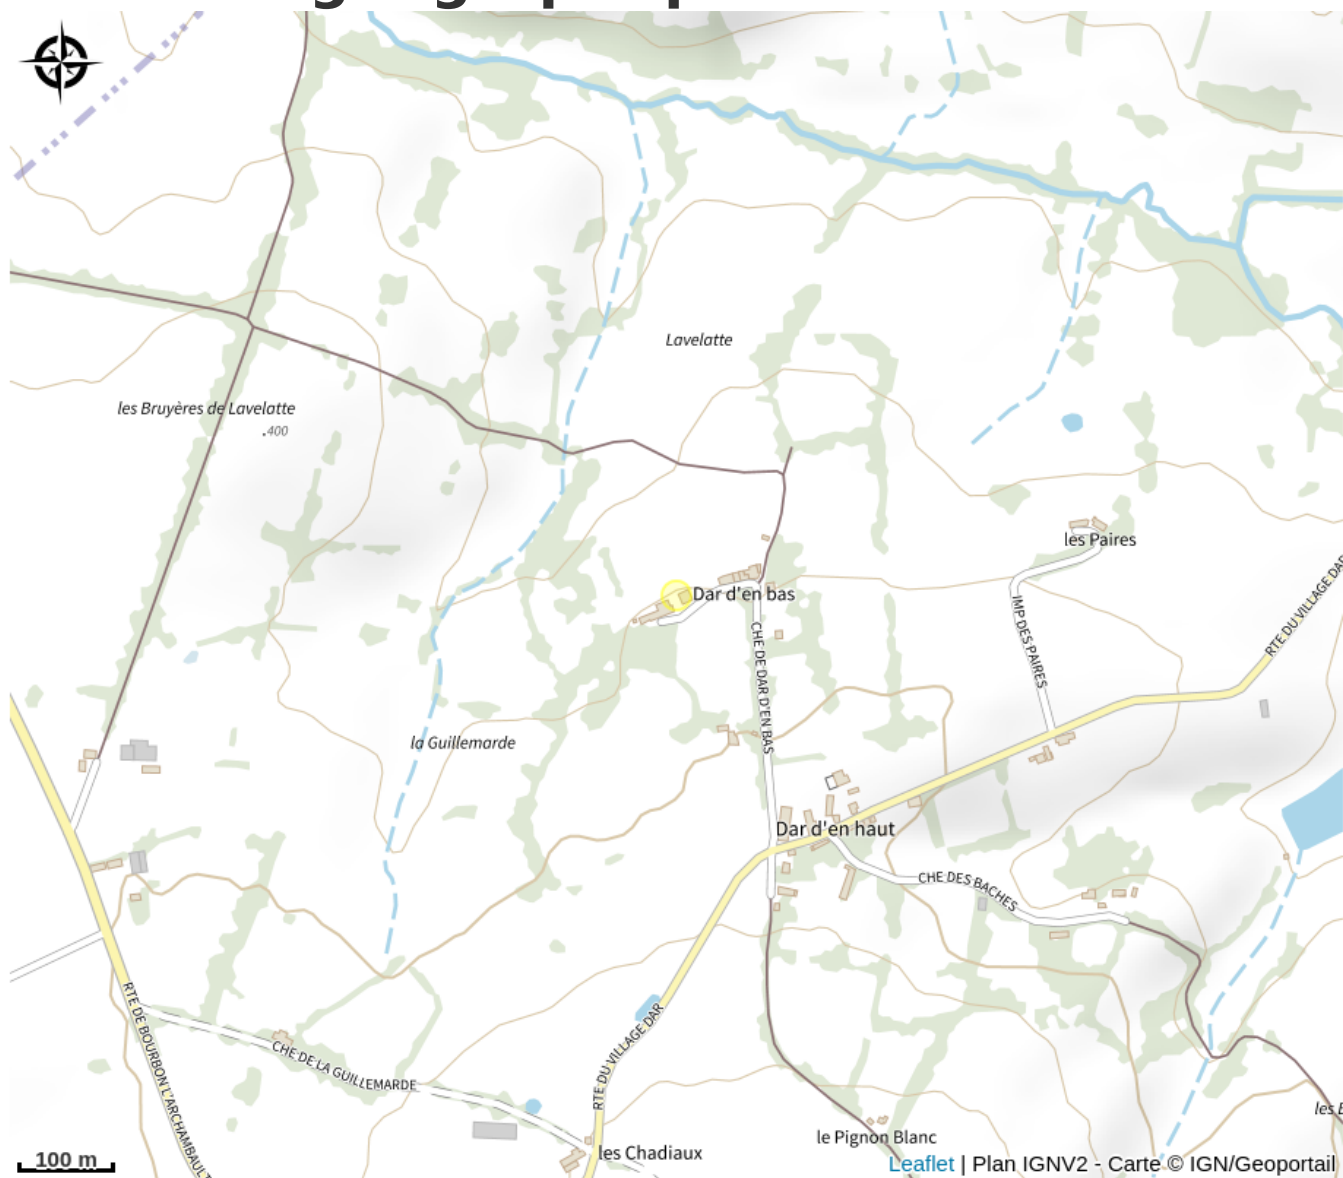 Lavelatte
les Bruyères de Lavelatte
.400
les Paires
Dar d'en bas
IMP DES PAIRES
RTE DU VILLAGE DAR
CHE DE DAR D'EN BAS
la Guillemarde
Dar d'en haut
CHE DES BACHES
RTE DE BOURBON L'ARCHAMBAULT
RTE DU VILLAGE DAR
CHE DE LA GUILLEMARDE
les
le Pignon Blanc
les Chadiaux
100 m
Leaflet | Plan IGNV2 - Carte © IGN/Geoportail